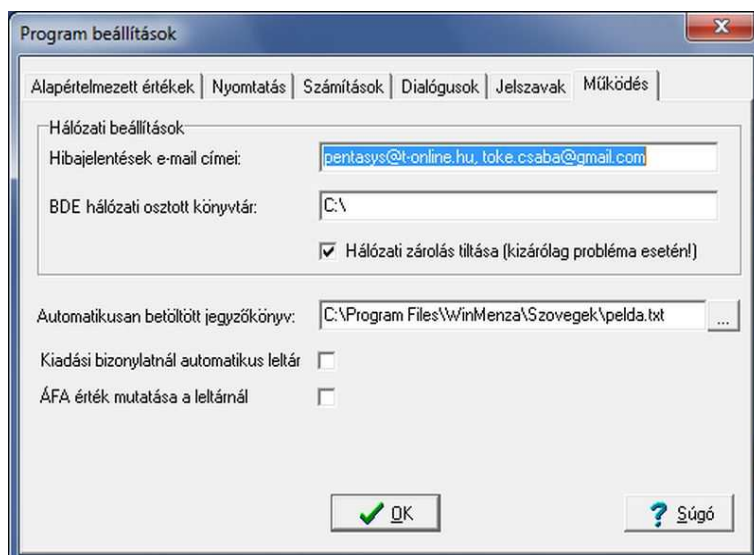 Program beállítások
Alapértelmezett értékek Nyomtatás Számítások Dialógusok Jelszavak Működés
Hálózati beállítások
Hibajelentések e-mail címei: pentasys@t-online.hu, toke.csaba@gmail.com
BDE hálózati osztott könyvtár: C:\
Hálózati zárolás tiltása (kizárólag probléma esetén!)
Automatikusan betöltött jegyzőkönyv: C:\Program Files\WinMenza\Szovegek\pelda.txt ...
Kiadási bizonylatnál automatikus leltár
ÁFA érték mutatása a leltárnál
OK Súgó